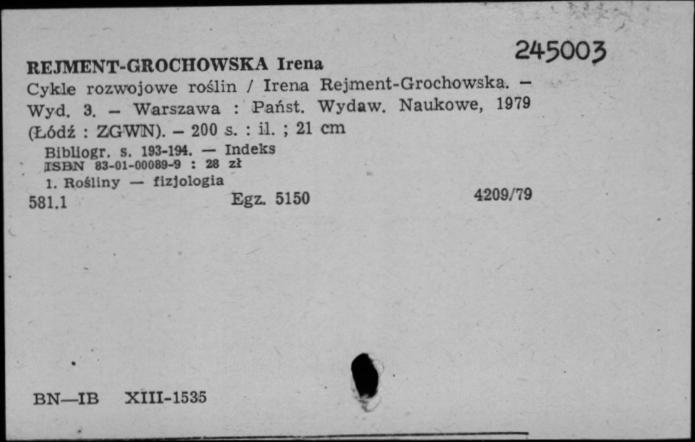 245003
REJMENT-GROCHOWSKA Irena
Cykle rozwojowe roślin / Irena Rejment-Grochowska. —
Wyd. 3. — Warszawa : Państ. Wydaw. Naukowe, 1979
(Łódź : ZGWN). — 200 s. : il. ; 21 cm
Bibliogr. s. 193-194. — Indeks
ISBN 83-01-00089-9 : 28 zł
1. Rośliny — fizjologia
581.1 Egz. 5150 4209/79
BN—IB XIII-1535